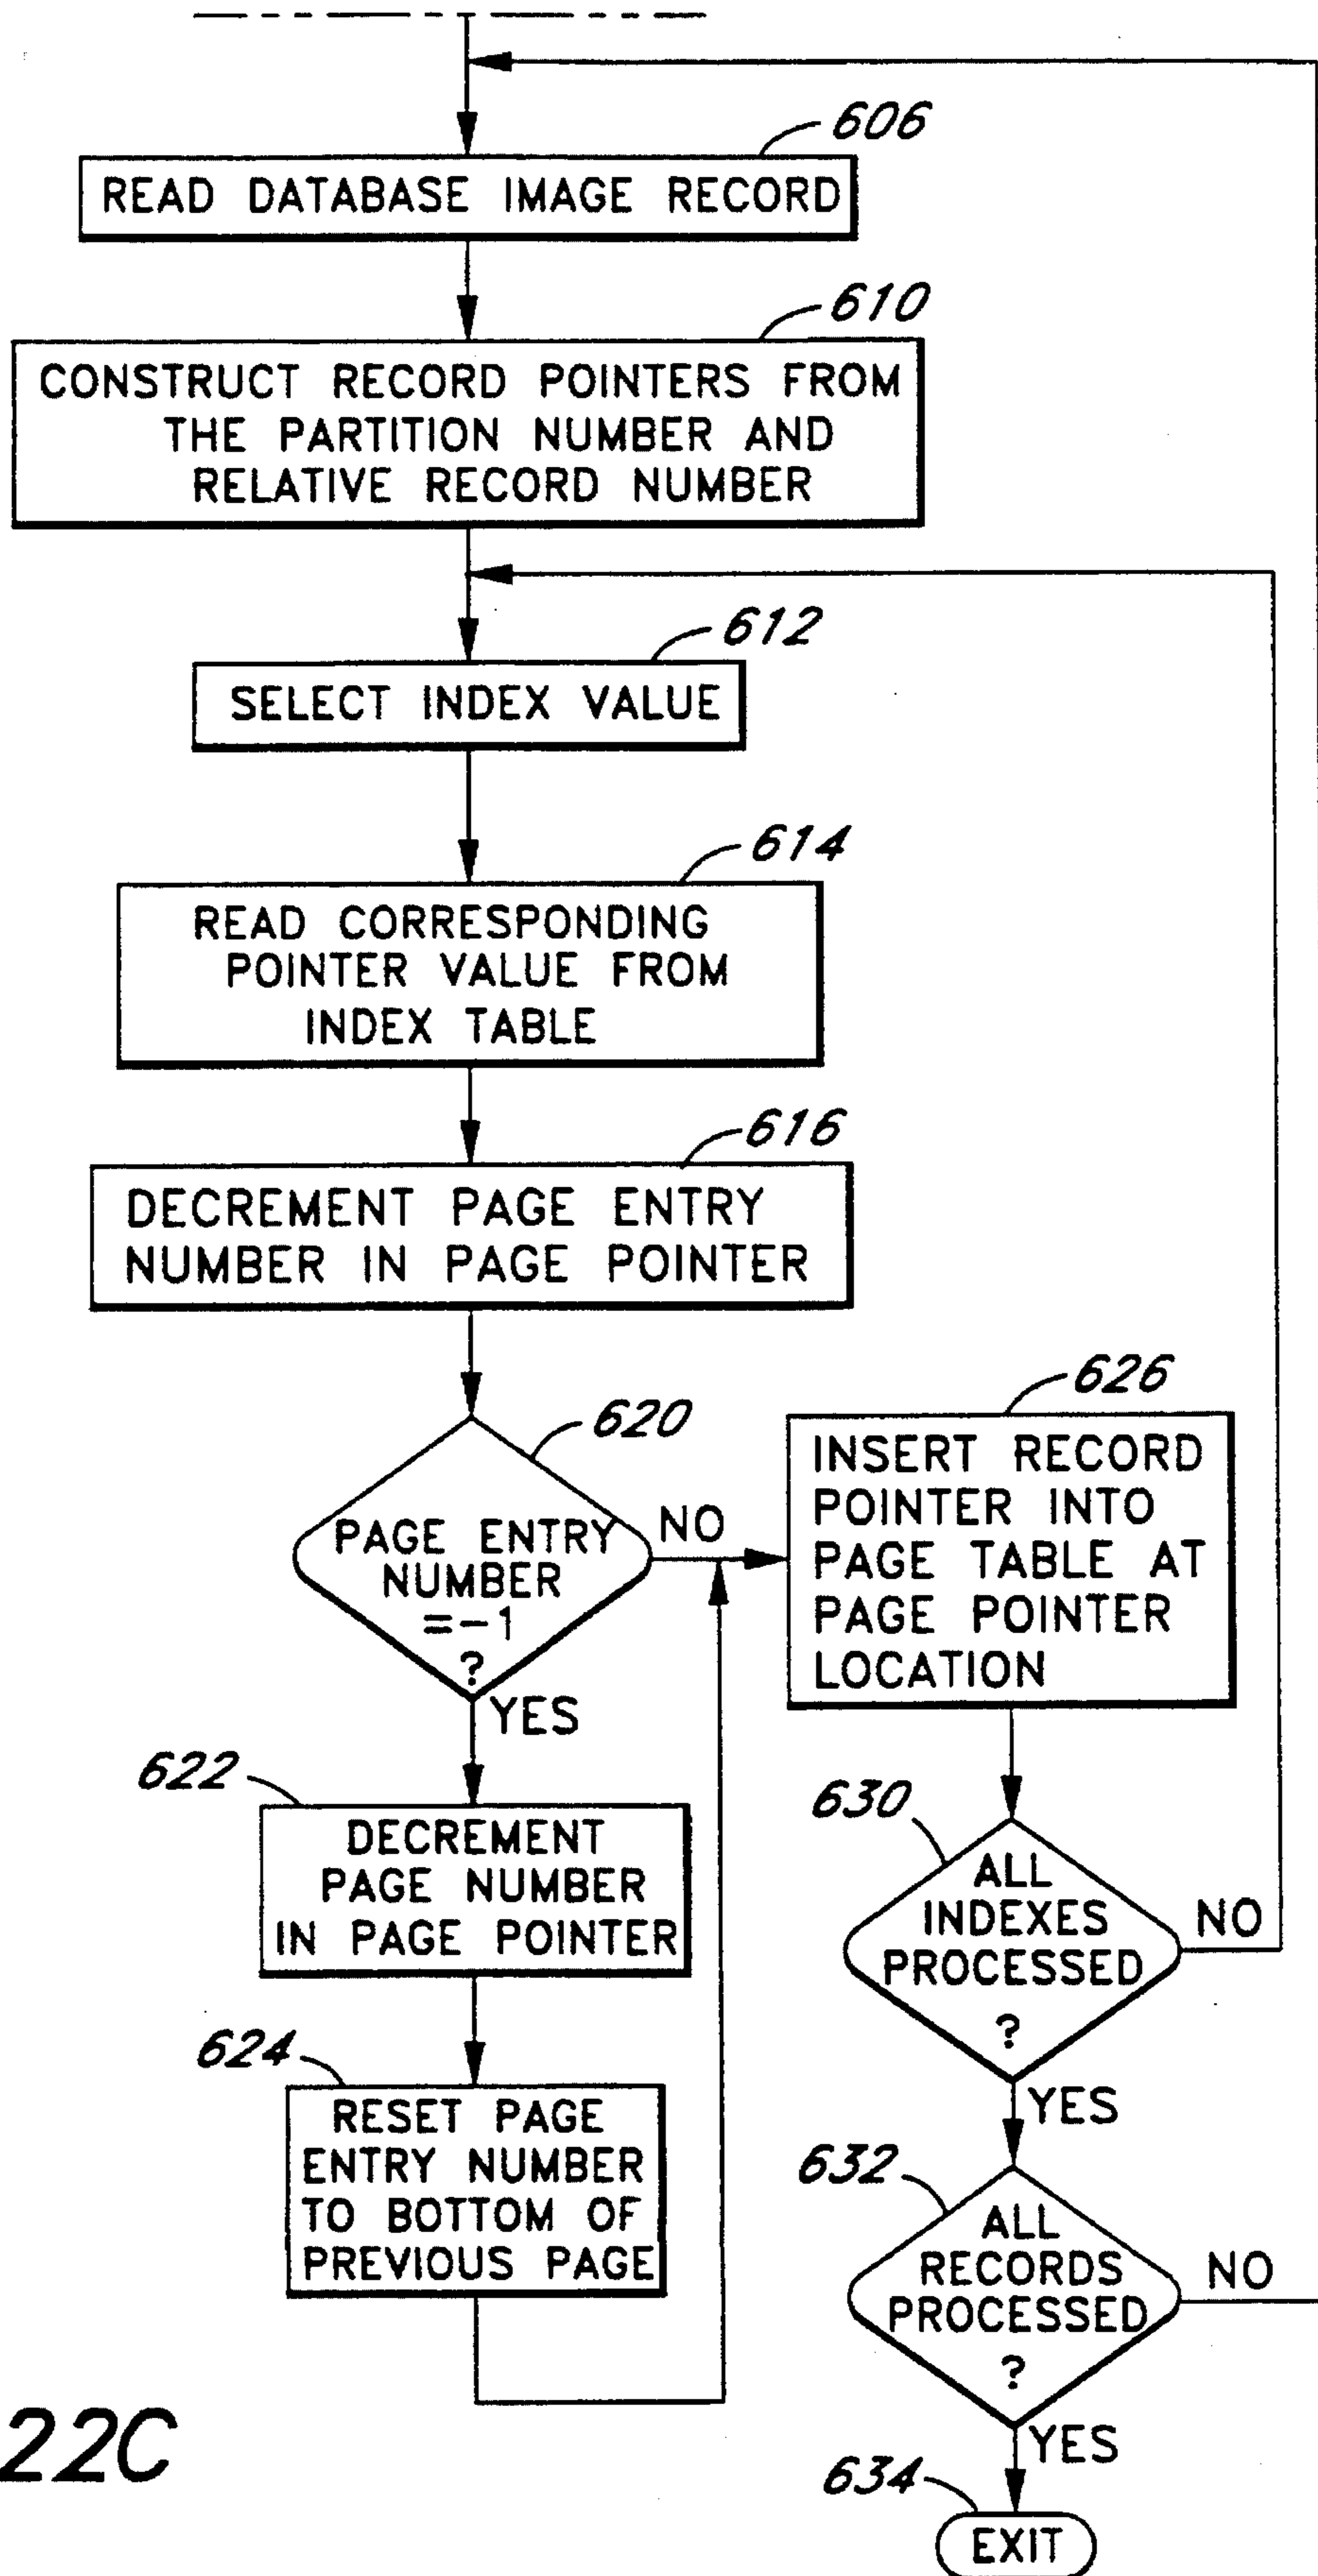 606
READ DATABASE IMAGE RECORD
610
CONSTRUCT RECORD POINTERS FROM
THE PARTITION NUMBER AND
RELATIVE RECORD NUMBER
612
SELECT INDEX VALUE
614
READ CORRESPONDING
POINTER VALUE FROM
INDEX TABLE
616
DECREMENT PAGE ENTRY
NUMBER IN PAGE POINTER
620
PAGE ENTRY
NUMBER
=-1
?
NO
YES
622
DECREMENT
PAGE NUMBER
IN PAGE POINTER
624
RESET PAGE
ENTRY NUMBER
TO BOTTOM OF
PREVIOUS PAGE
626
INSERT RECORD
POINTER INTO
PAGE TABLE AT
PAGE POINTER
LOCATION
630
ALL
INDEXES
PROCESSED
?
NO
YES
632
ALL
RECORDS
PROCESSED
?
NO
YES
634
EXIT
22C